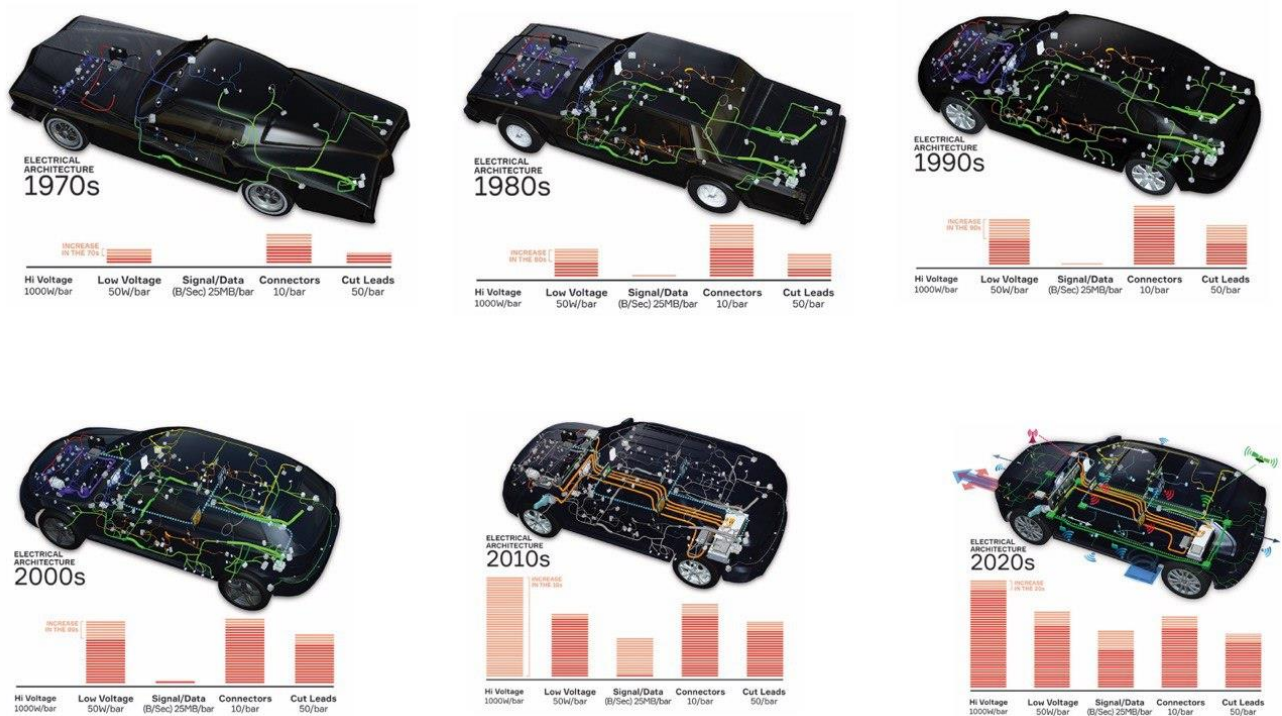 ELECTRICAL
ARCHITECTURE
1970s
INCREASE
IN THE 70s
Hi Voltage Low Voltage Signal/Data Connectors Cut Leads
1000W/bar 50W/bar (B/Sec) 25MB/bar 10/bar 50/bar
ELECTRICAL
ARCHITECTURE
1980s
INCREASE
IN THE 80s
Hi Voltage Low Voltage Signal/Data Connectors Cut Leads
1000W/bar 50W/bar (B/Sec) 25MB/bar 10/bar 50/bar
ELECTRICAL
ARCHITECTURE
1990s
INCREASE
IN THE 90s
Hi Voltage Low Voltage Signal/Data Connectors Cut Leads
1000W/bar 50W/bar (B/Sec) 25MB/bar 10/bar 50/bar
ELECTRICAL
ARCHITECTURE
2000s
INCREASE
IN THE
Hi Voltage Low Voltage Signal/Data Connectors Cut Leads
1000W/bar 50W/bar (B/Sec) 25MB/bar 10/bar 50/bar
ELECTRICAL
ARCHITECTURE
2010s
INCREASE
IN THE 10s
Hi Voltage Low Voltage Signal/Data Connectors Cut Leads
1000W/bar 50W/bar (B/Sec) 25MB/bar 10/bar 50/bar
ELECTRICAL
ARCHITECTURE
2020s
INCREASE
IN THE 20s
Hi Voltage Low Voltage Signal/Data Connectors Cut Leads
1000W/bar 50W/bar (B/Sec) 25MB/bar 10/bar 50/bar